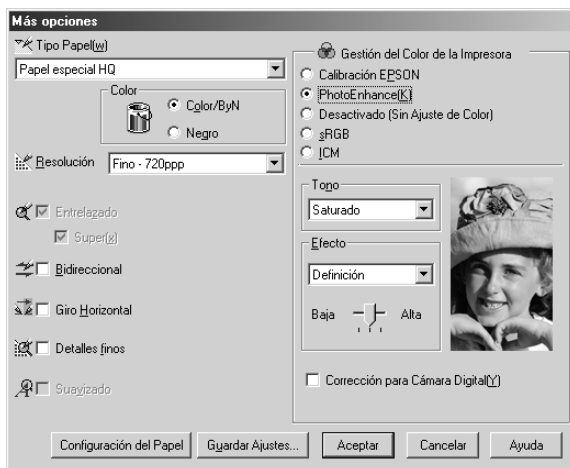 Más opciones
Tipo Papel(w)
Papel especial HQ
Color
Color/ByN
Negro
Resolución
Fino - 720ppp
Entrelazado
Super(x)
Bidireccional
Giro Horizontal
Detalles finos
Suavizado
Gestión del Color de la Impresora
Calibración EPSON
PhotoEnhance(K)
Desactivado (Sin Ajuste de Color)
sRGB
ICM
Tono
Saturado
Efecto
Definición
Baja Alta
Corrección para Cámara Digital(Y)
Configuración del Papel Guardar Ajustes... Aceptar Cancelar Ayuda